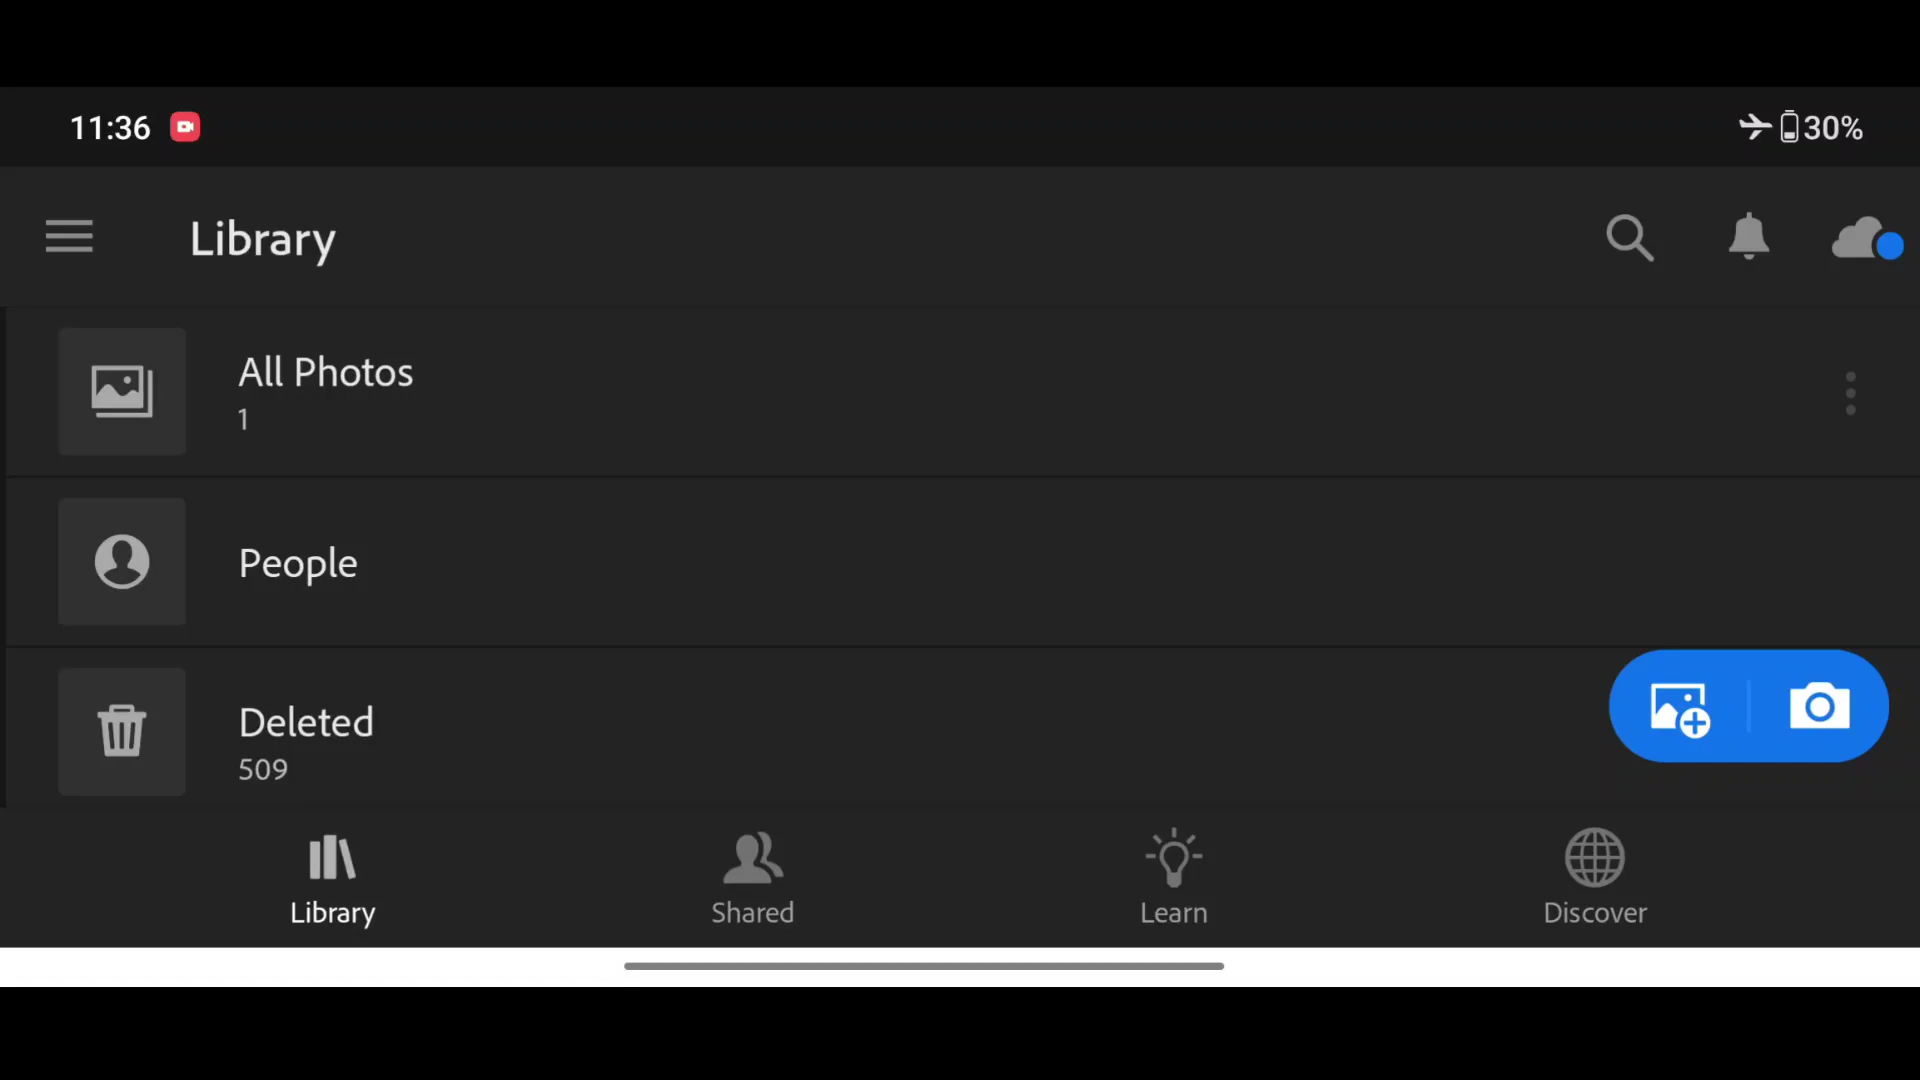 11:36
30%
Library
All Photos
1
People
Deleted
509
Library
Shared
Learn
Discover